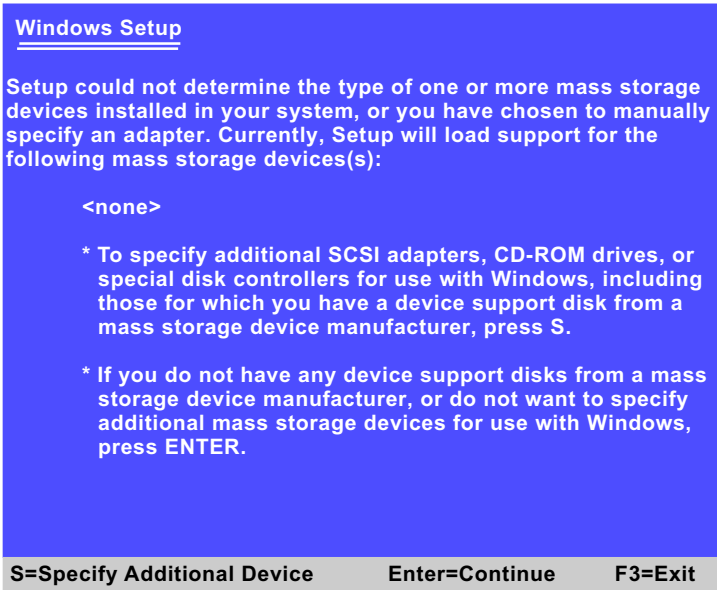 Windows Setup
Setup could not determine the type of one or more mass storage
devices installed in your system, or you have chosen to manually
specify an adapter. Currently, Setup will load support for the
following mass storage devices(s):
<none>
* To specify additional SCSI adapters, CD-ROM drives, or
special disk controllers for use with Windows, including
those for which you have a device support disk from a
mass storage device manufacturer, press S.
* If you do not have any device support disks from a mass
storage device manufacturer, or do not want to specify
additional mass storage devices for use with Windows,
press ENTER.
S=Specify Additional Device Enter=Continue F3=Exit